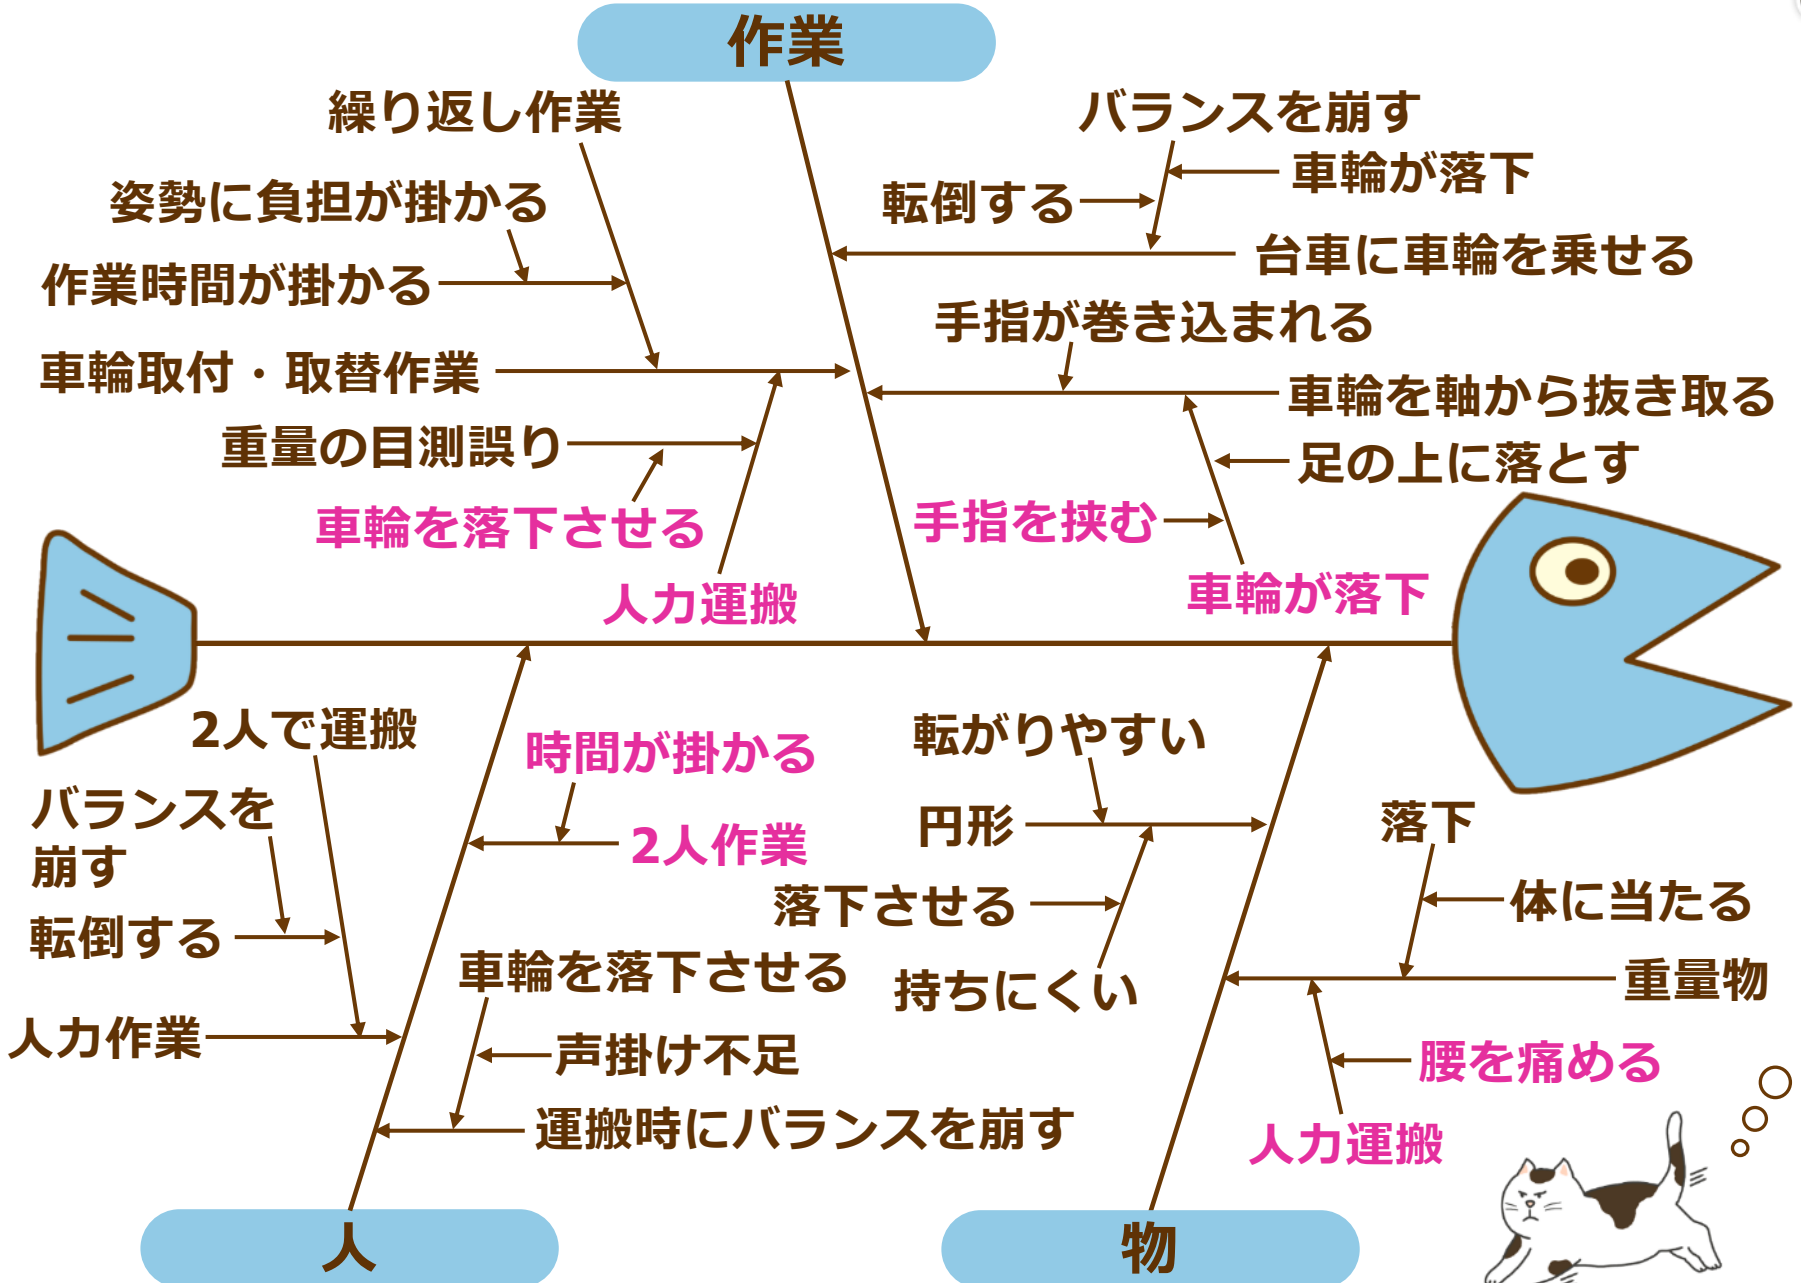 作業
繰り返し作業
バランスを崩す
車輪が落下
姿勢に負担が掛かる
転倒する
台車に車輪を乗せる
作業時間が掛かる
手指が巻き込まれる
車輪取付・取替作業
車輪を軸から抜き取る
重量の目測誤り
足の上に落とす
車輪を落下させる
手指を挟む
人力運搬
車輪が落下
2人で運搬
時間が掛かる
転がりやすい
バランスを
崩す
2人作業
円形
落下
転倒する
落下させる
体に当たる
車輪を落下させる
持ちにくい
重量物
人力作業
声掛け不足
腰を痛める
運搬時にバランスを崩す
人力運搬
人
物